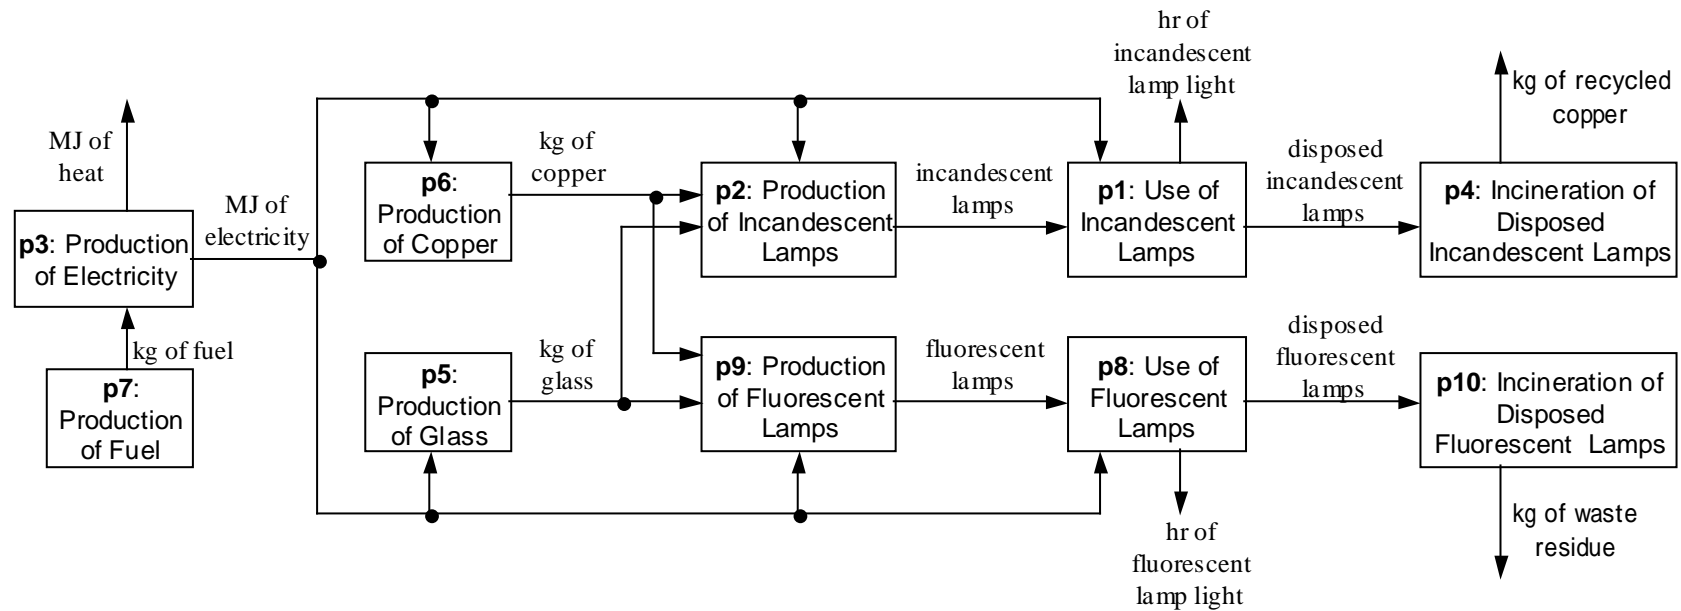 hr of
incandescent
lamp light
kg of recycled
copper
MJ of
heat
kg of
copper
disposed
incandescent
lamps
p6:
Production
of Copper
p2: Production
of Incandescent
Lamps
incandescent
lamps
p1: Use of
Incandescent
Lamps
p4: Incineration of
Disposed
Incandescent Lamps
MJ of
electricity
p3: Production
of Electricity
kg of fuel
p7:
Production
of Fuel
kg of
glass
p5:
Production
of Glass
p9: Production
of Fluorescent
Lamps
fluorescent
lamps
p8: Use of
Fluorescent
Lamps
disposed
fluorescent
lamps
p10: Incineration of
Disposed
Fluorescent Lamps
hr of
fluorescent
lamp light
kg of waste
residue